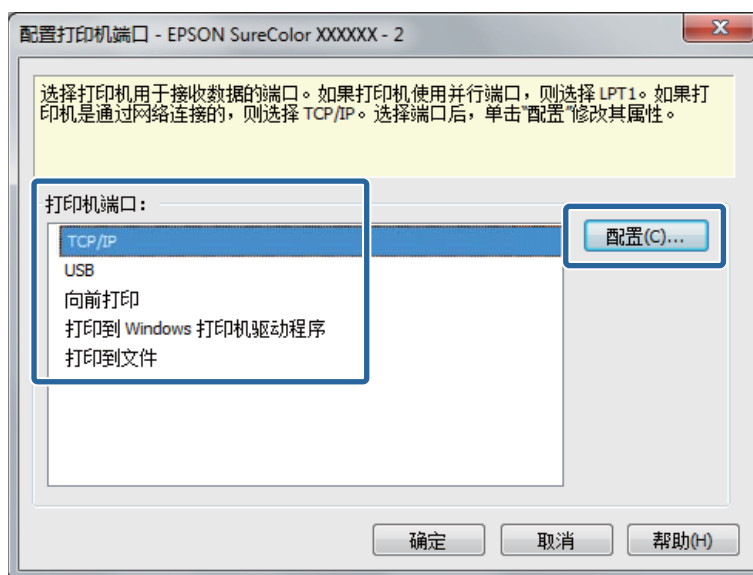 配置打印机端口 - EPSON SureColor XXXXXX - 2
选择打印机用于接收数据的端口。如果打印机使用并行端口，则选择 LPT1。如果打
印机是通过网络连接的，则选择 TCP/IP。选择端口后，单击"配置"修改其属性。
打印机端口：
配置(C)...
TCP/IP
USB
向前打印
打印到 Windows 打印机驱动程序
打印到文件
确定
取消
帮助(H)